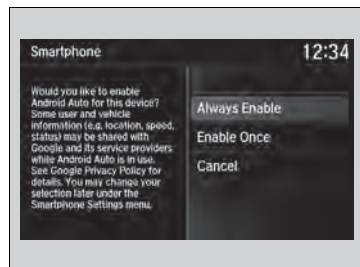 Smartphone
12:34
Would you like to enable
Android Auto for this device?
Some user and vehicle
information (e.g. location, speed,
status) may be shared with
Google and its service providers
while Android Auto is in use.
See Google Privacy Policy for
details. You may change your
selection later under the
Smartphone Settings menu.
Always Enable
Enable Once
Cancel